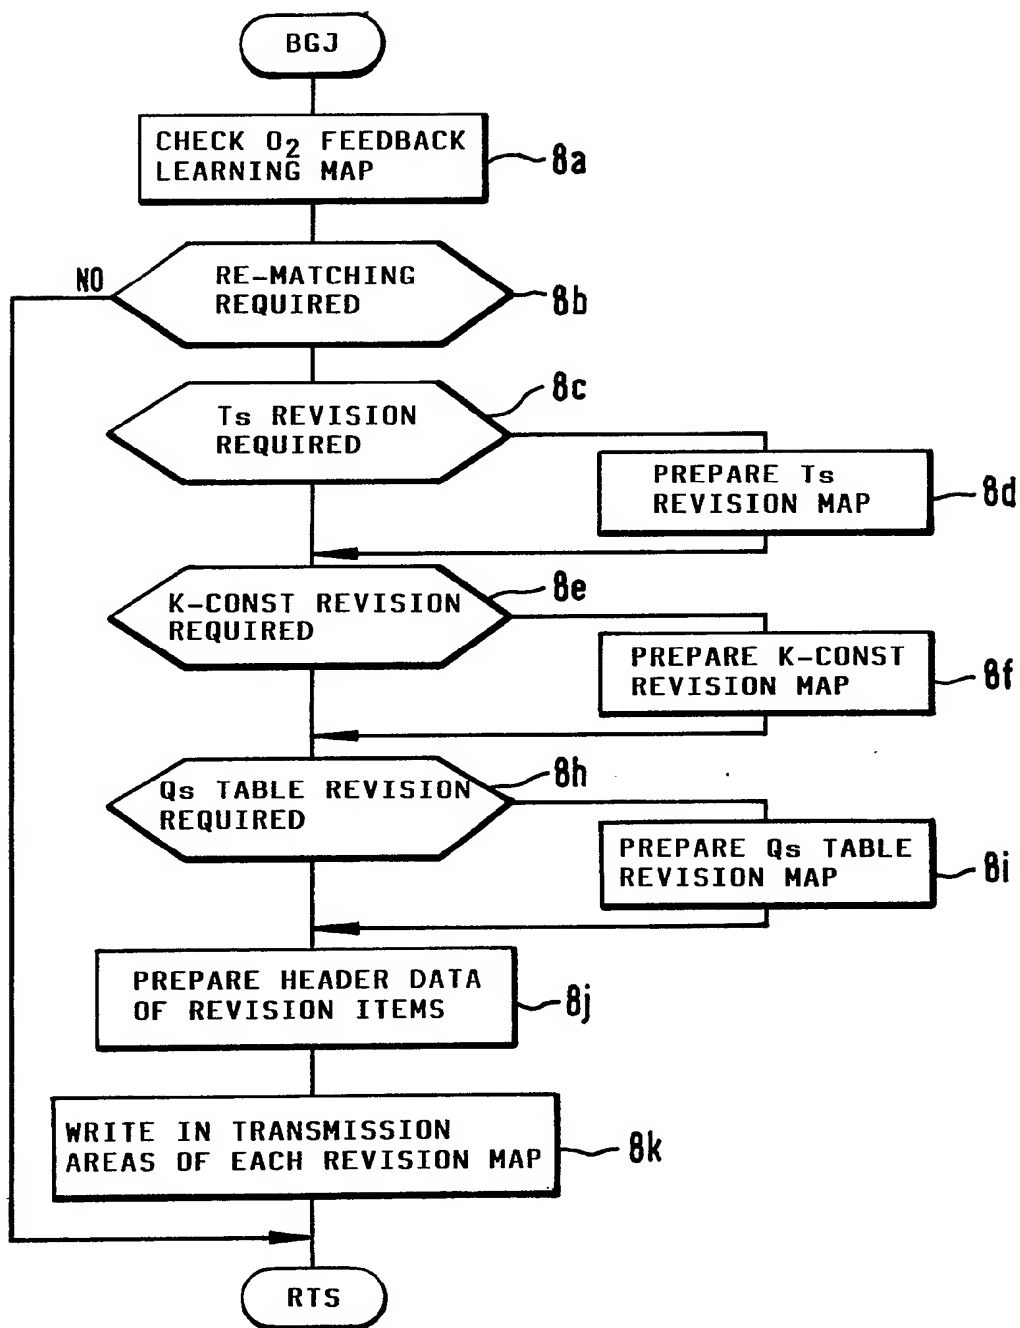 BGJ
CHECK O2 FEEDBACK
LEARNING MAP
8a
NO
RE-MATCHING
REQUIRED
8b
8c
Ts REVISION
REQUIRED
PREPARE Ts
REVISION MAP
8d
8e
K-CONST REVISION
REQUIRED
PREPARE K-CONST
REVISION MAP
8f
8h
Qs TABLE REVISION
REQUIRED
PREPARE Qs TABLE
REVISION MAP
8i
PREPARE HEADER DATA
OF REVISION ITEMS
8j
WRITE IN TRANSMISSION
AREAS OF EACH REVISION MAP
8k
RTS